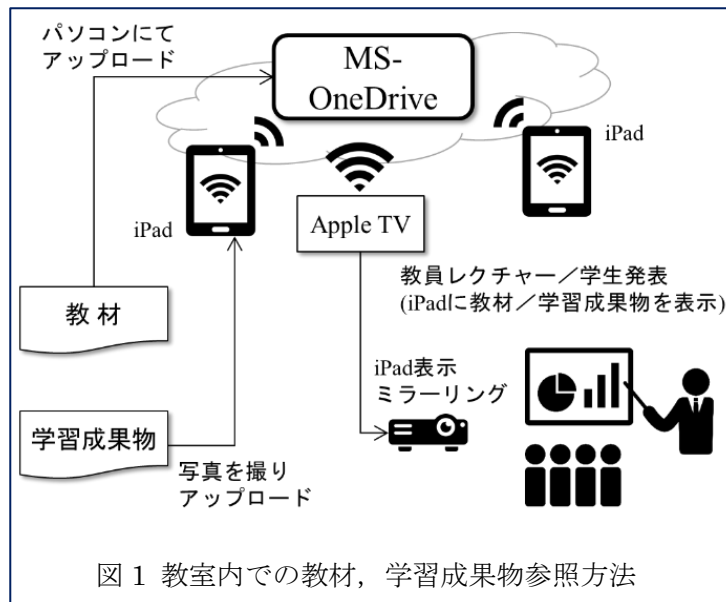 パソコンにて
アップロード
MS-
OneDrive
iPad
iPad
Apple TV
教員レクチャー／学生発表
(iPadに教材／学習成果物を表示)
教 材
iPad表示
ミラーリング
学習成果物
写真を撮り
アップロード
図 1 教室内での教材，学習成果物参照方法